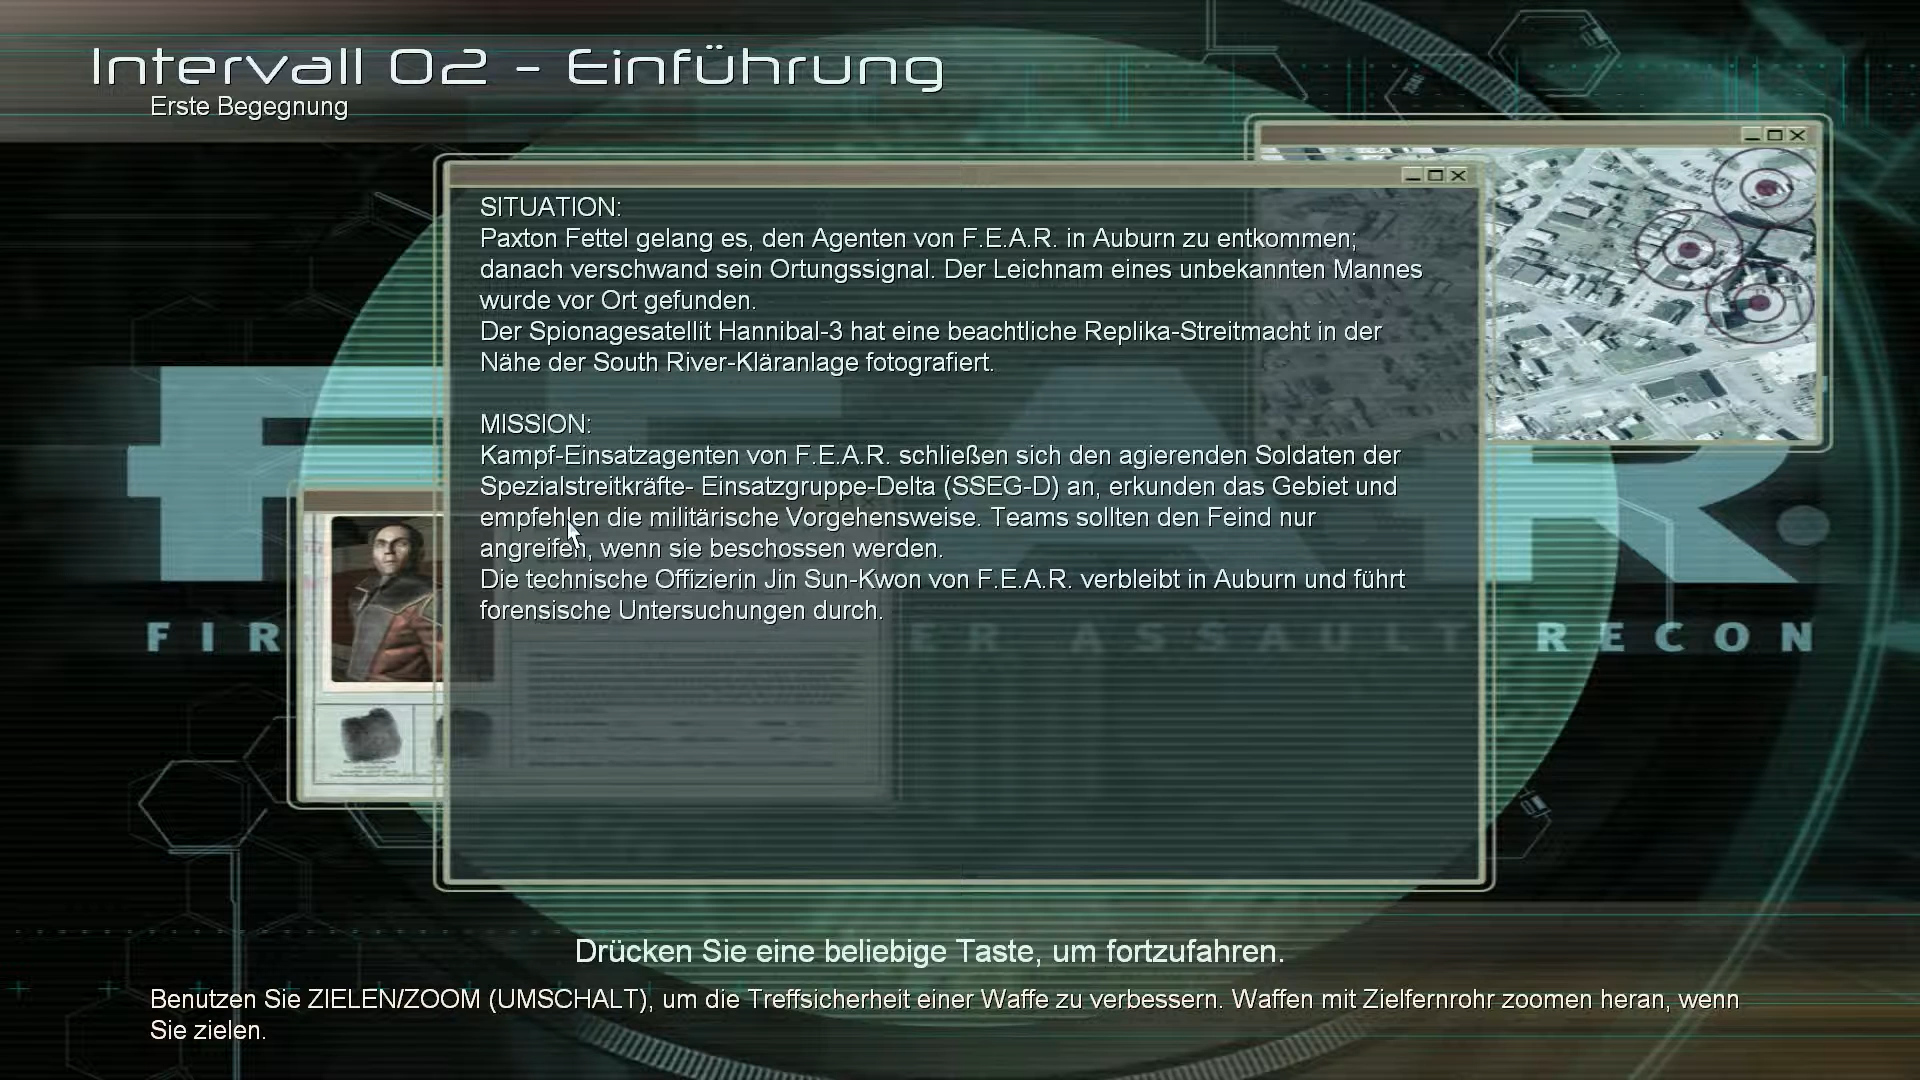 Intervall 02 - Einführung
Erste Begegnung
SITUATION:
Paxton Fettel gelang es, den Agenten von F.E.A.R. in Auburn zu entkommen;
danach verschwand sein Ortungssignal. Der Leichnam eines unbekannten Mannes
wurde vor Ort gefunden.
Der Spionagesatellit Hannibal-3 hat eine beachtliche Replika-Streitmacht in der
Nähe der South River-Kläranlage fotografiert.
MISSION:
Kampf-Einsatzagenten von F.E.A.R. schließen sich den agierenden Soldaten der
Spezialstreitkräfte- Einsatzgruppe-Delta (SSEG-D) an, erkunden das Gebiet und
empfehlen die militärische Vorgehensweise. Teams sollten den Feind nur
angreifen, wenn sie beschossen werden.
Die technische Offizierin Jin Sun-Kwon von F.E.A.R. verbleibt in Auburn und führt
forensische Untersuchungen durch.
F.E.A.R.
FIR ER ASSAULT RECON
Drücken Sie eine beliebige Taste, um fortzufahren.
Benutzen Sie ZIELEN/ZOOM (UMSCHALT), um die Treffsicherheit einer Waffe zu verbessern. Waffen mit Zielfernrohr zoomen heran, wenn
Sie zielen.